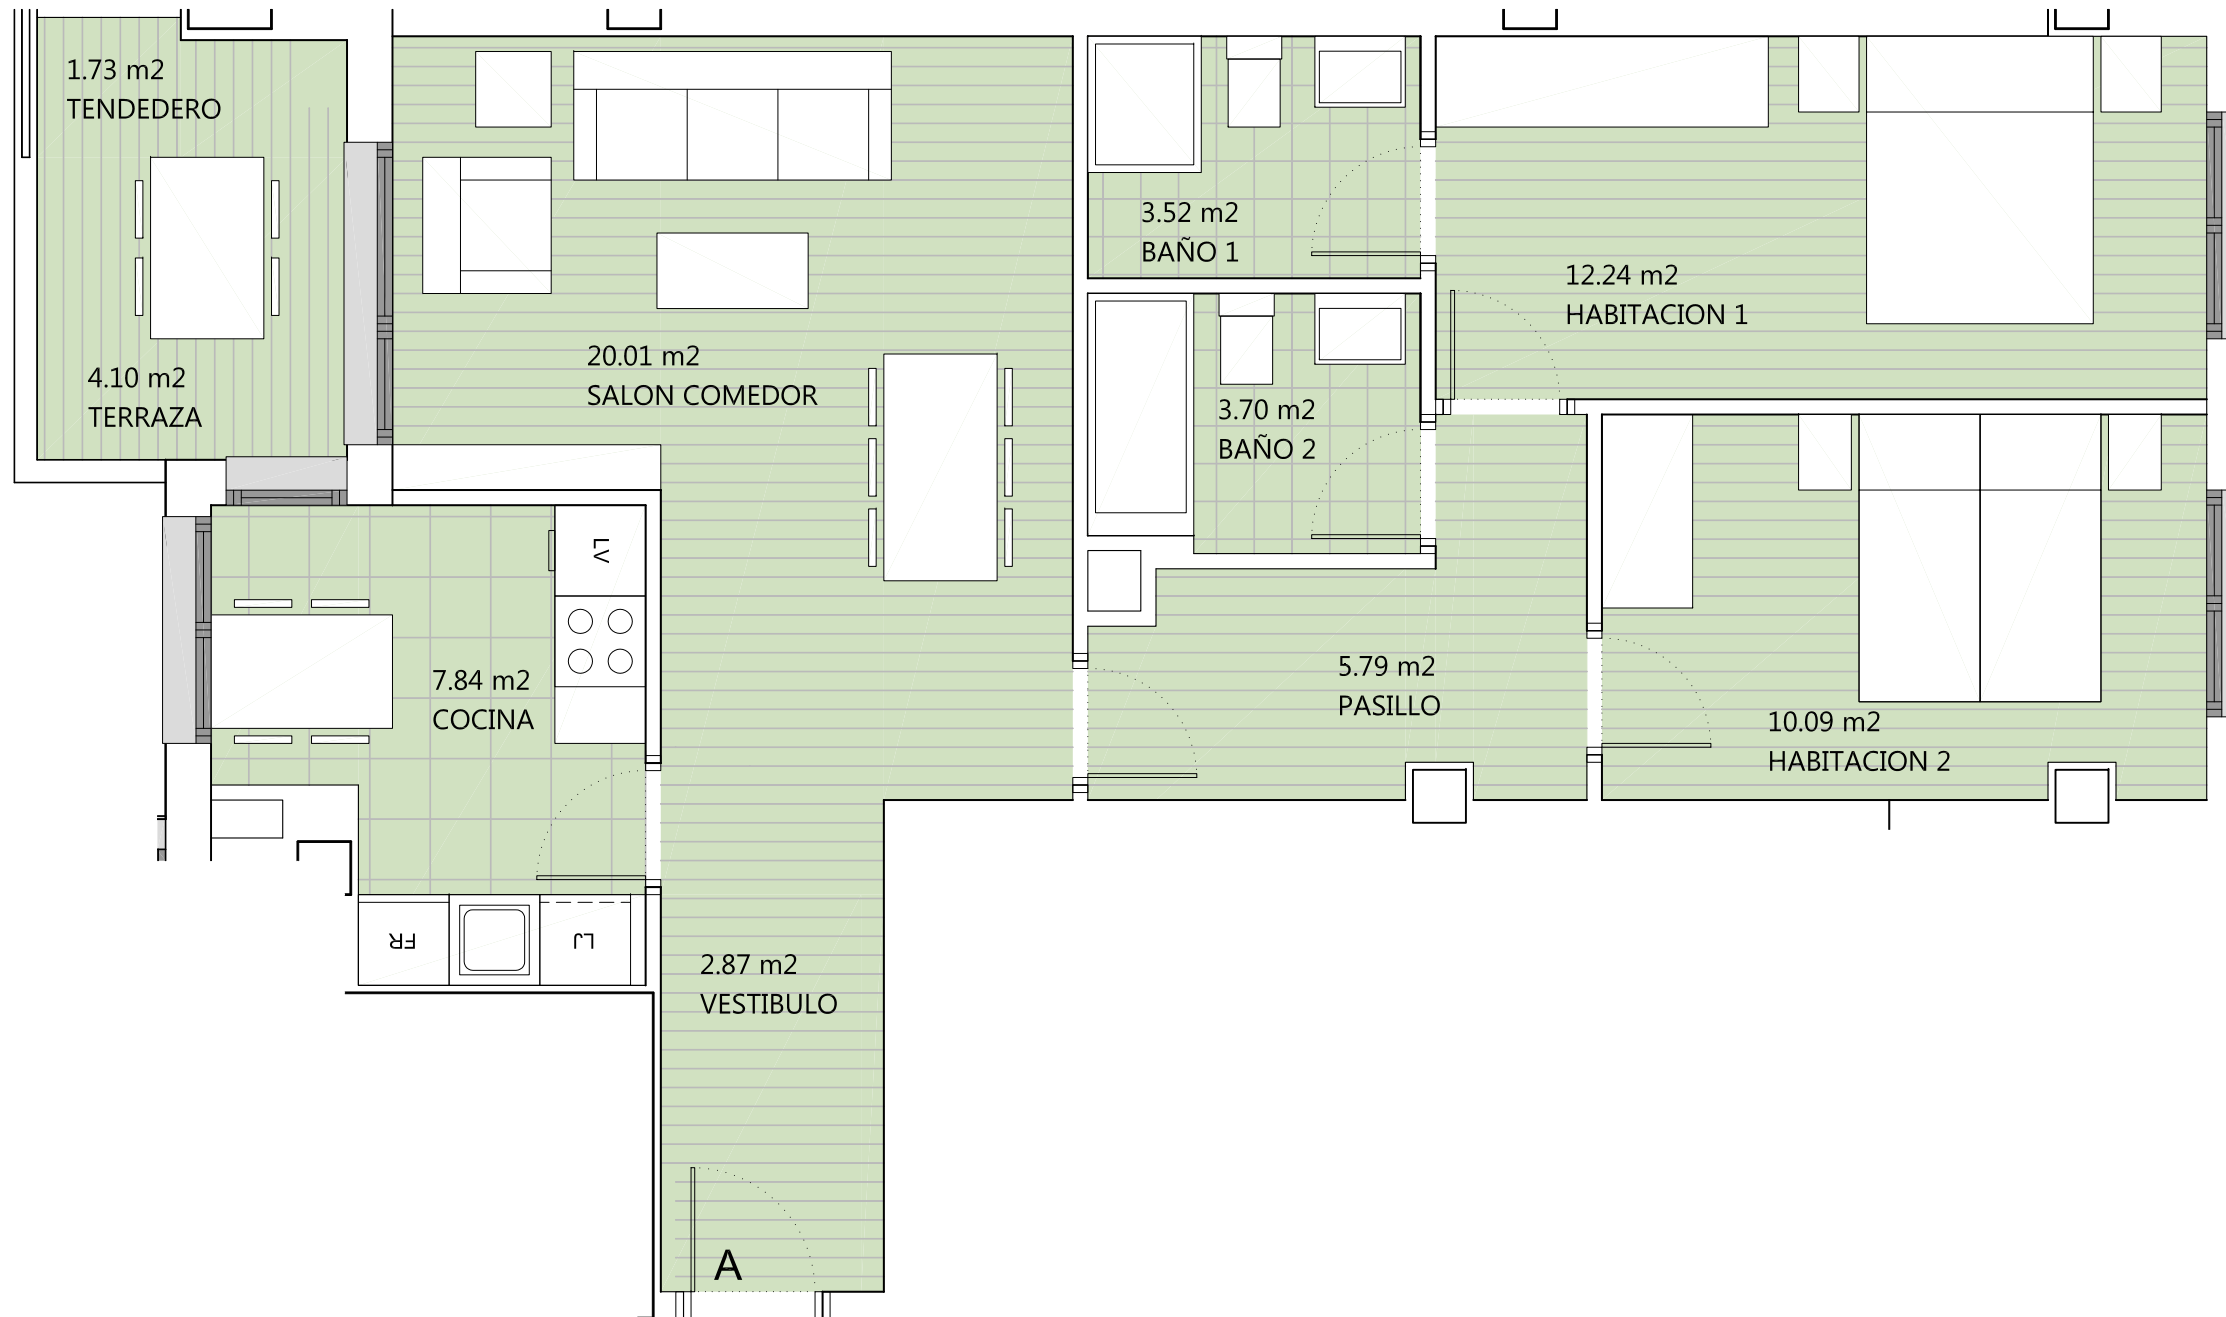 1.73 m2
TENDEDERO
4.10 m2
TERRAZA
20.01 m2
SALON COMEDOR
3.52 m2
BAÑO 1
3.70 m2
BAÑO 2
12.24 m2
HABITACION 1
LV
7.84 m2
COCINA
5.79 m2
PASILLO
10.09 m2
HABITACION 2
FR
LJ
2.87 m2
VESTIBULO
A